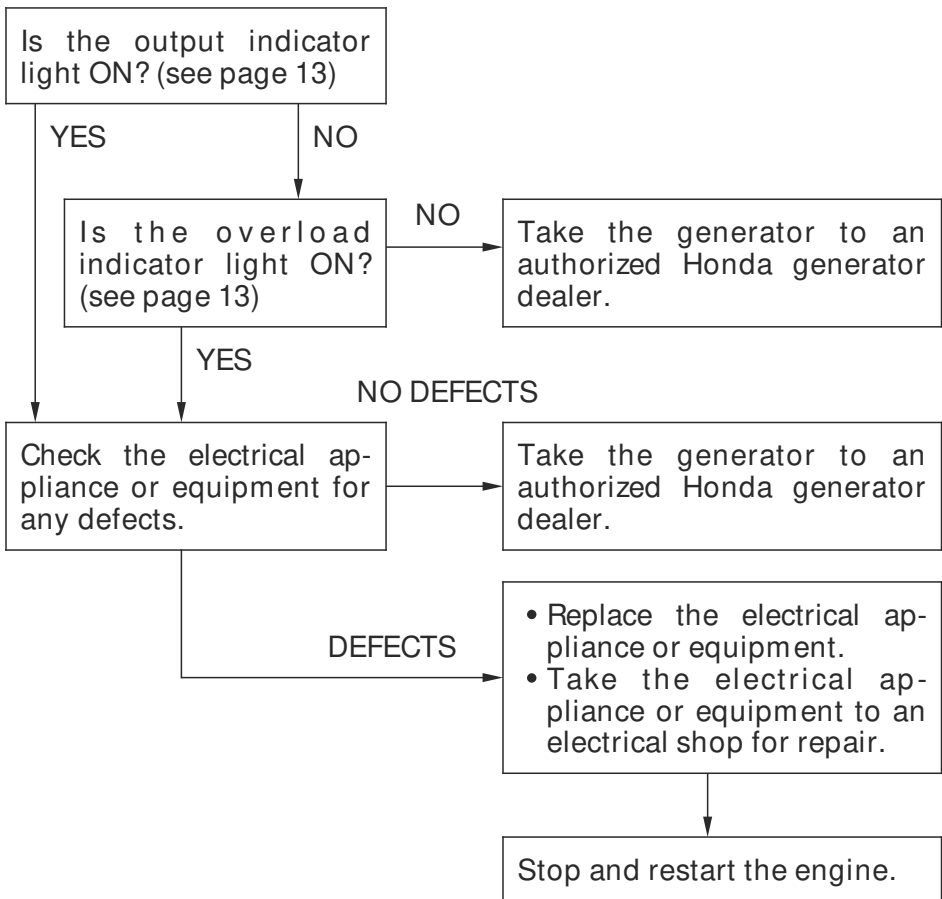 Is the output indicator
light ON? (see page 13)
YES
NO
Is the overload
indicator light ON?
(see page 13)
NO
Take the generator to an
authorized Honda generator
dealer.
YES
NO DEFECTS
Check the electrical ap-
pliance or equipment for
any defects.
Take the generator to an
authorized Honda generator
dealer.
DEFECTS
• Replace the electrical ap-
pliance or equipment.
• Take the electrical ap-
pliance or equipment to an
electrical shop for repair.
Stop and restart the engine.